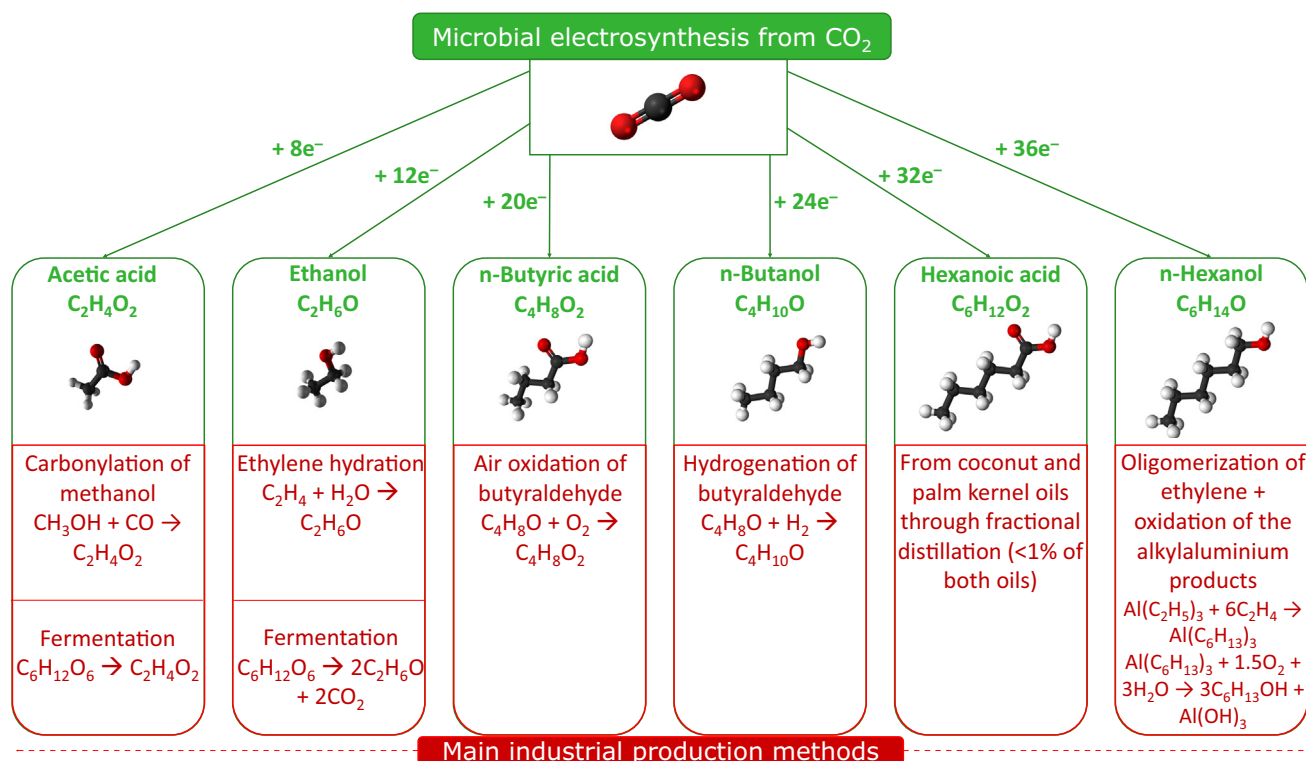 Microbial electrosynthesis from CO₂
+ 8e⁻
+ 12e⁻
+ 20e⁻
+ 24e⁻
+ 32e⁻
+ 36e⁻
Acetic acid
C₂H₄O₂
Carbonylation of
methanol
CH₃OH + CO →
C₂H₄O₂
Fermentation
C₆H₁₂O₆ → C₂H₄O₂
Ethanol
C₂H₆O
Ethylene hydration
C₂H₄ + H₂O →
C₂H₆O
Fermentation
C₆H₁₂O₆ → 2C₂H₆O
+ 2CO₂
n-Butyric acid
C₄H₈O₂
Air oxidation of
butyraldehyde
C₄H₈O + O₂ →
C₄H₈O₂
n-Butanol
C₄H₁₀O
Hydrogenation of
butyraldehyde
C₄H₈O + H₂ →
C₄H₁₀O
Hexanoic acid
C₆H₁₂O₂
From coconut and
palm kernel oils
through fractional
distillation (<1% of
both oils)
n-Hexanol
C₆H₁₄O
Oligomerization of
ethylene +
oxidation of the
alkylaluminium
products
Al(C₂H₅)₃ + 6C₂H₄ →
Al(C₆H₁₃)₃
Al(C₆H₁₃)₃ + 1.5O₂ +
3H₂O → 3C₆H₁₃OH +
Al(OH)₃
Main industrial production methods